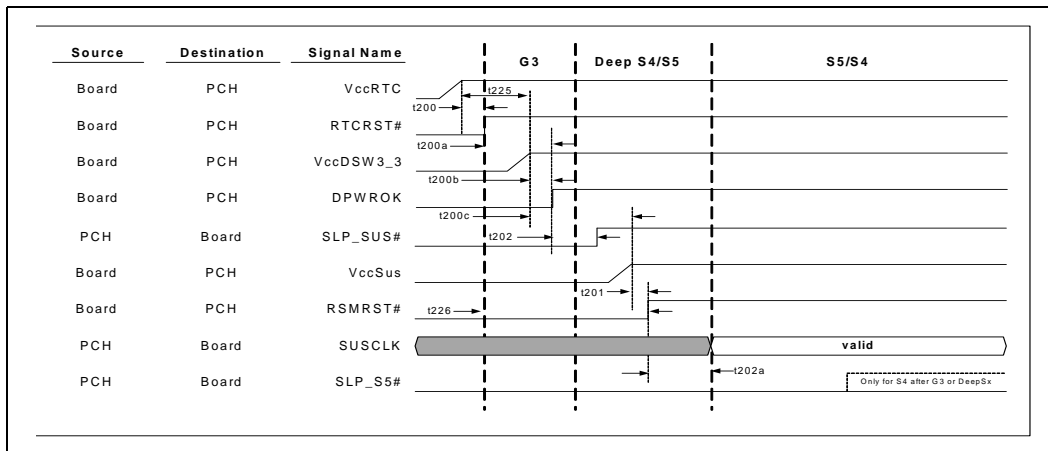 Source Destination Signal Name
G3 Deep S4/S5 S5/S4
Board PCH VccRTC
t225
t200
Board PCH RTCRST#
t200a
Board PCH VccDSW3_3
t200b
Board PCH DPWROK
t200c
PCH Board SLP_SUS#
t202
Board PCH VccSus
t201
Board PCH RSMRST#
t226
PCH Board SUSCLK
valid
t202a
PCH Board SLP_S5#
Only for S4 after G3 or DeepSx